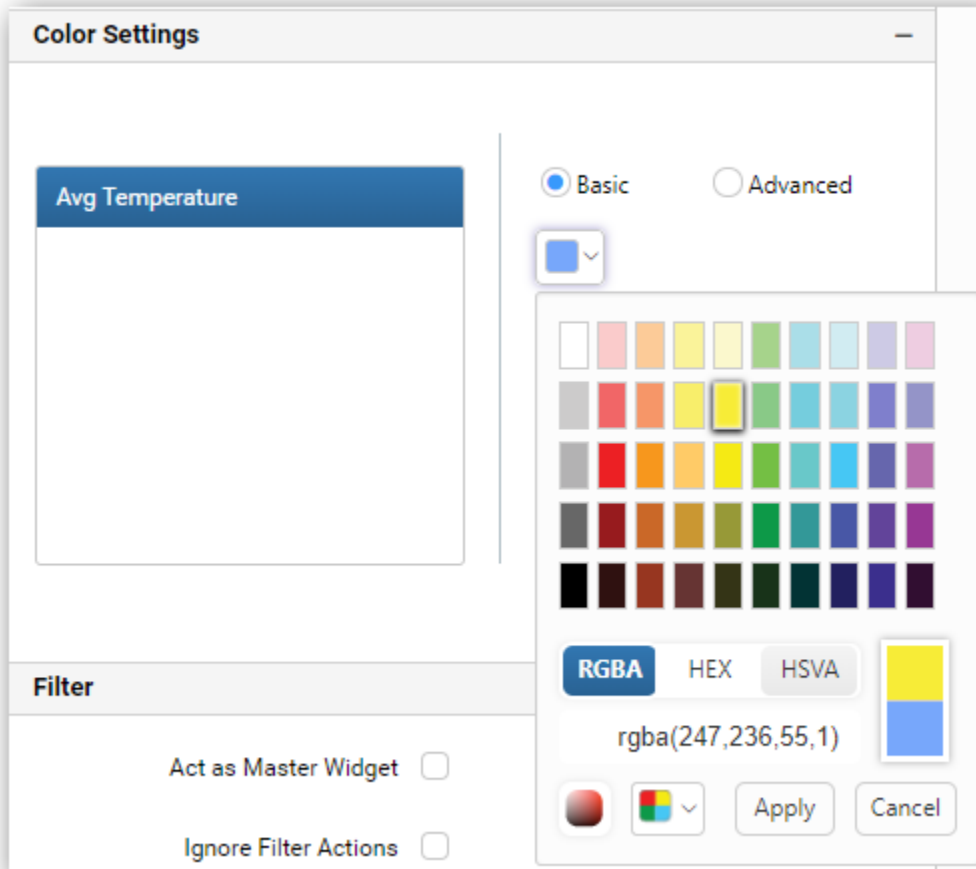 Color Settings
Avg Temperature
Basic
Advanced
RGBA
HEX
HSVA
rgba(247,236,55,1)
Apply
Cancel
Filter
Act as Master Widget
Ignore Filter Actions